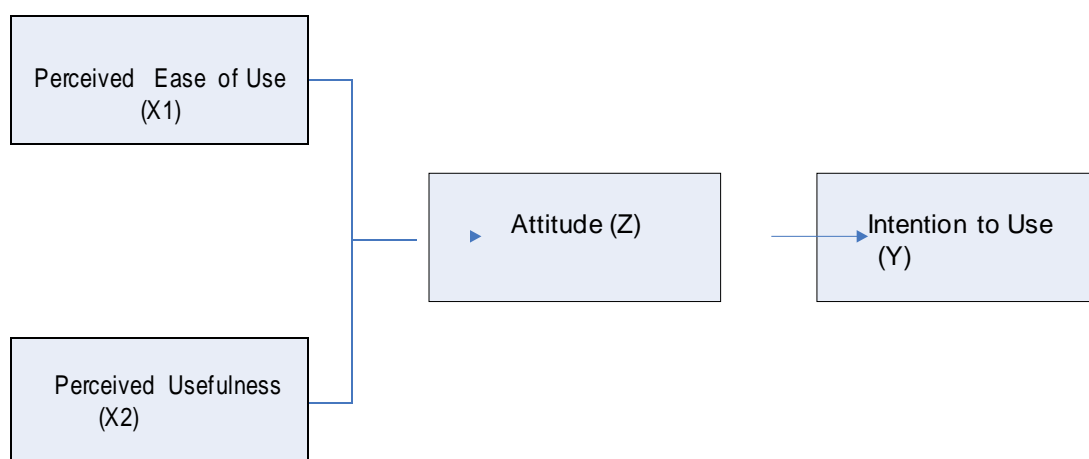 Perceived Ease of Use
(X1)
Attitude (Z)
Intention to Use
(Y)
Perceived Usefulness
(X2)